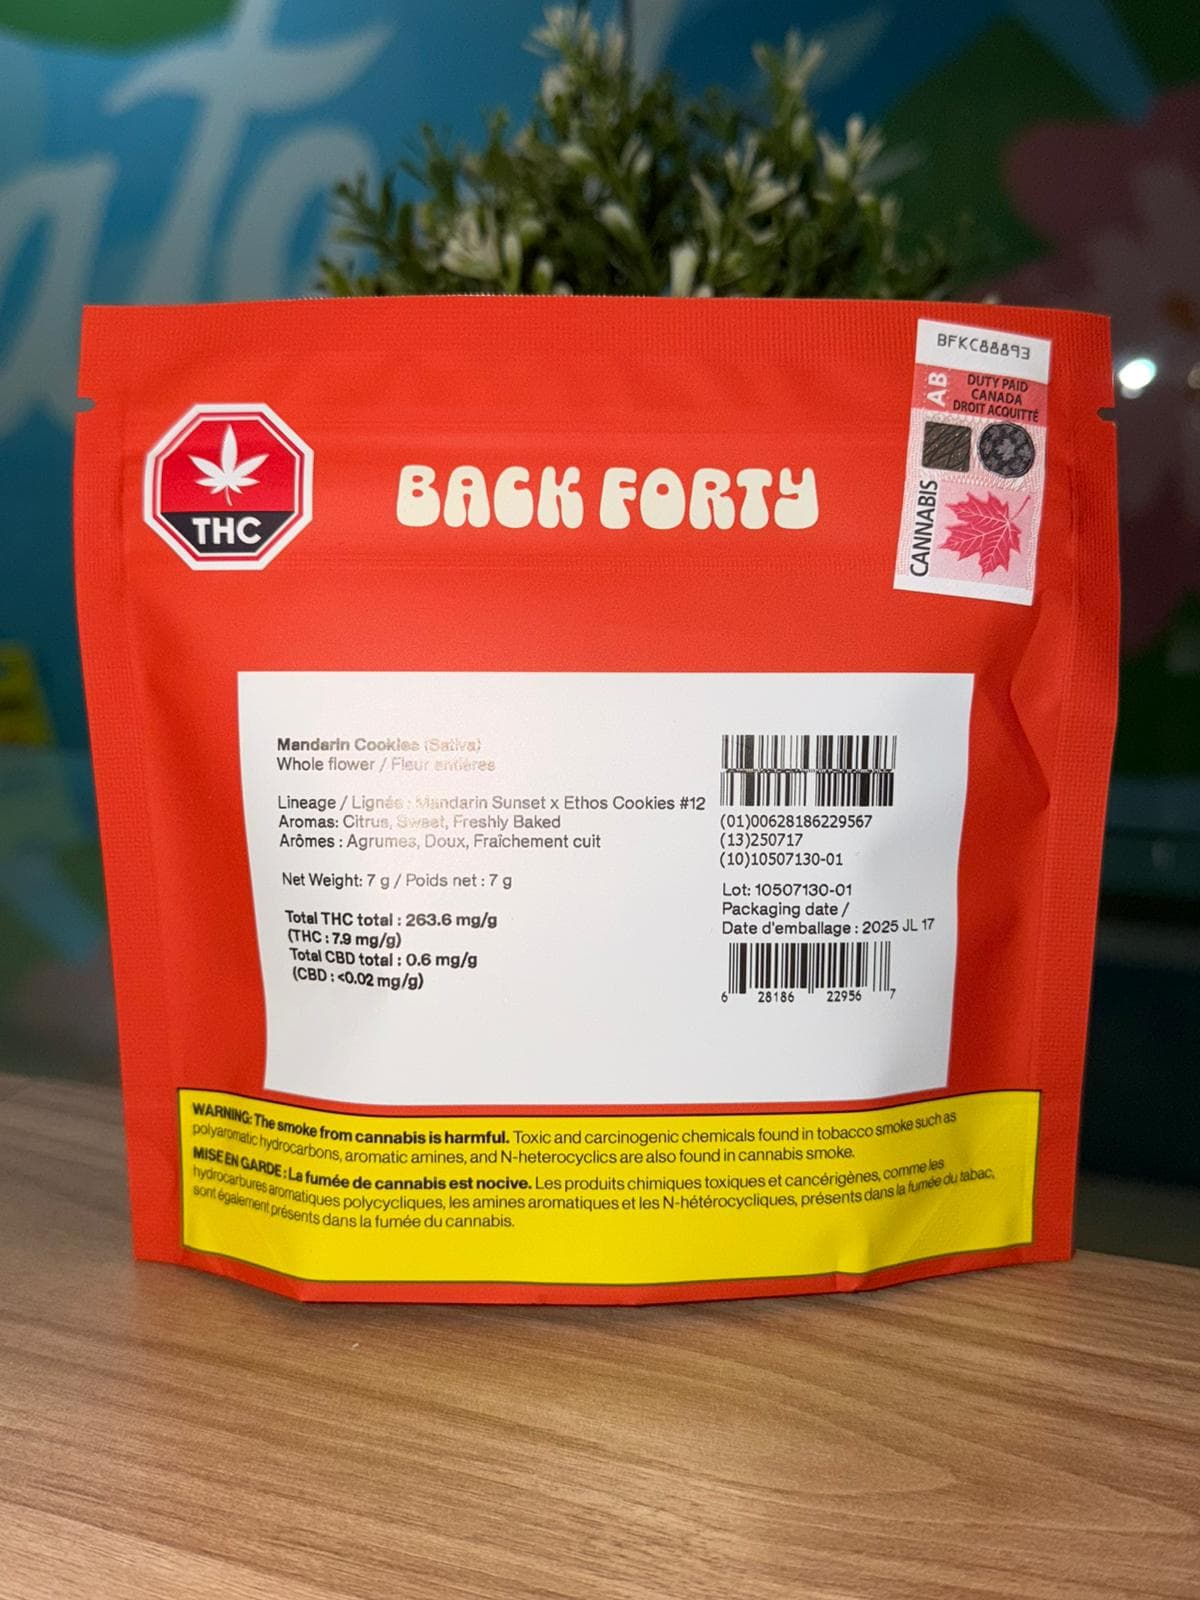 BFKC88893
AB
DUTY PAID
CANADA
DROIT ACQUITTÉ
CANNABIS
THC
BACK FORTY
Mandarin Cookies (Sativa)
Whole flower / Fleur entières
Lineage / Lignée : Mandarin Sunset x Ethos Cookies #12
Aromas: Citrus, Sweet, Freshly Baked
Arômes : Agrumes, Doux, Fraîchement cuit
Net Weight: 7 g / Poids net : 7 g
Total THC total : 263.6 mg/g
(THC : 7.9 mg/g)
Total CBD total : 0.6 mg/g
(CBD : <0.02 mg/g)
(01)00628186229567
(13)250717
(10)10507130-01
Lot: 10507130-01
Packaging date /
Date d'emballage : 2025 JL 17
6 28186 22956 7
WARNING: The smoke from cannabis is harmful. Toxic and carcinogenic chemicals found in tobacco smoke such as
polyaromatic hydrocarbons, aromatic amines, and N-heterocyclics are also found in cannabis smoke.
MISE EN GARDE : La fumée de cannabis est nocive. Les produits chimiques toxiques et cancérigènes, comme les
hydrocarbures aromatiques polycycliques, les amines aromatiques et les N-hétérocycliques, présents dans la fumée du tabac,
sont également présents dans la fumée du cannabis.